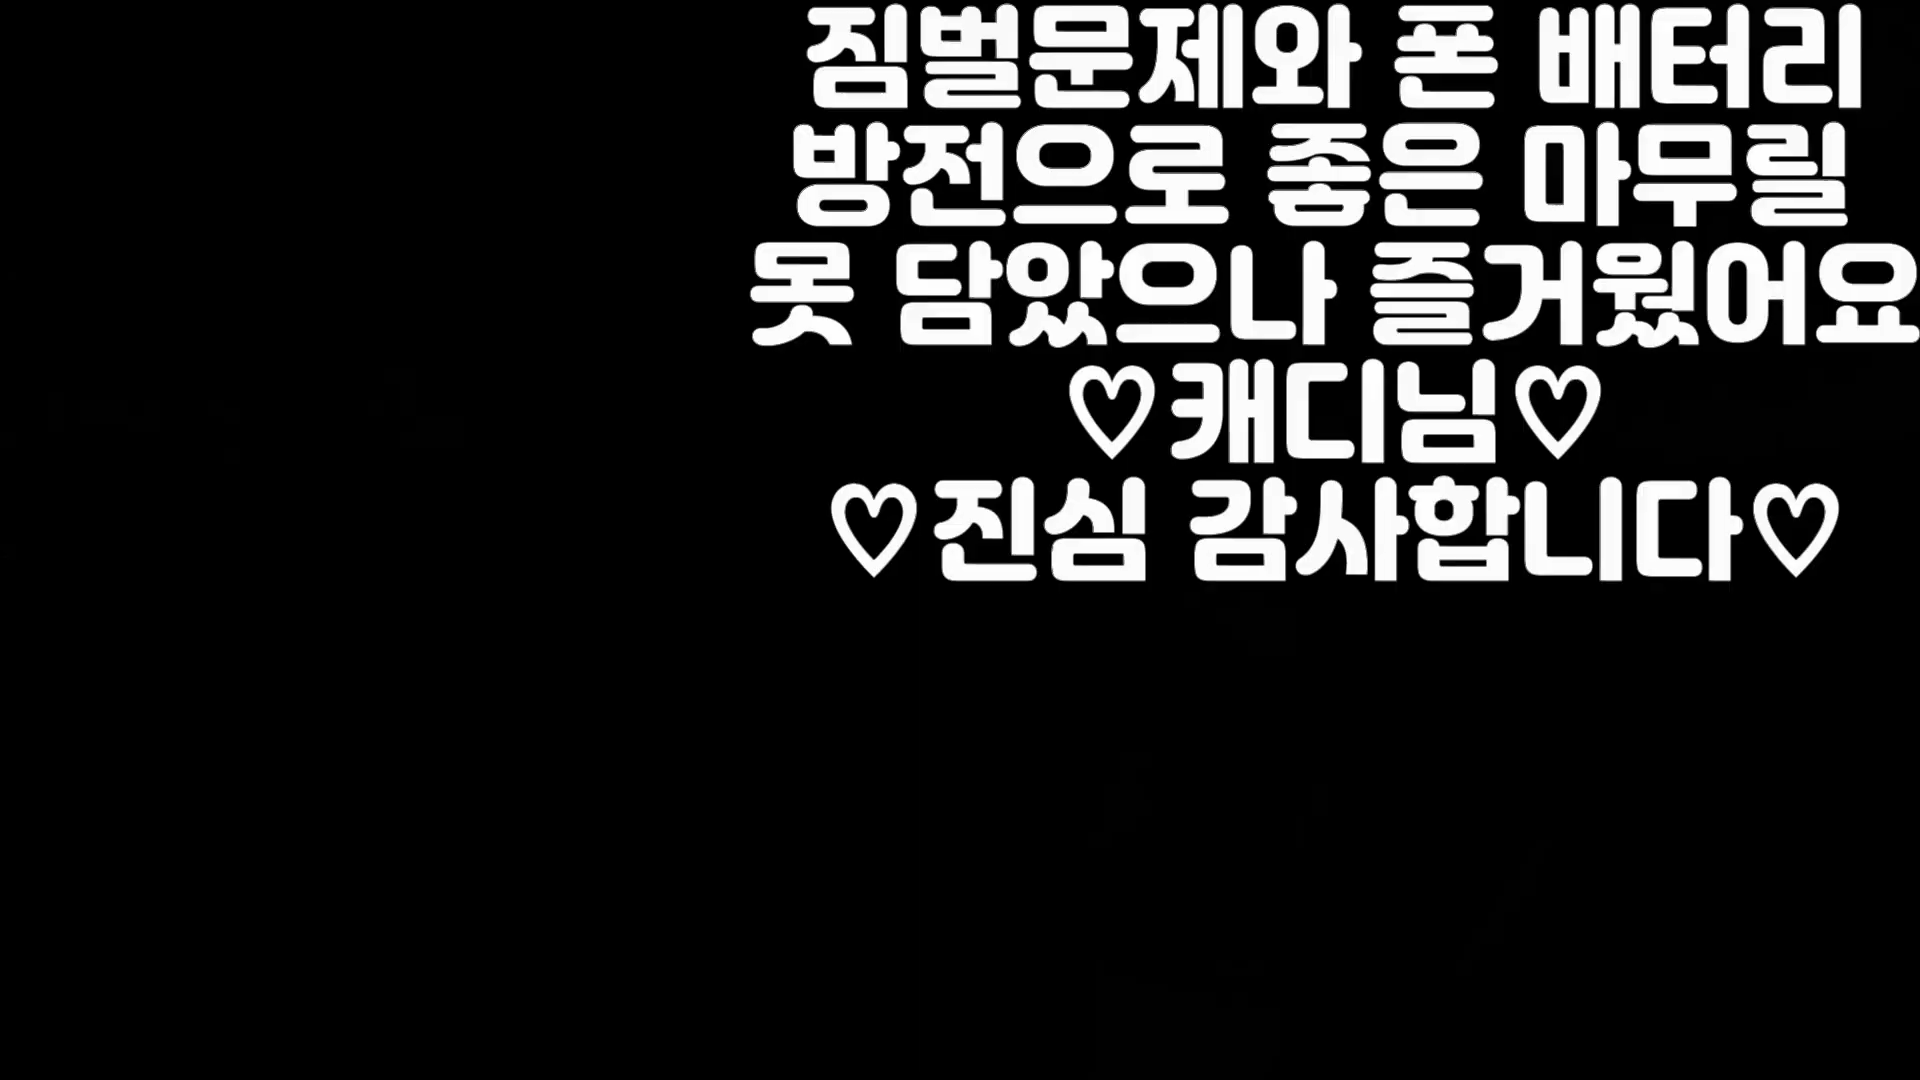 짐벌문제와 폰 배터리
방전으로 좋은 마무릴
못 담았으나 즐거웠어요
♡캐디님♡
♡진심 감사합니다♡